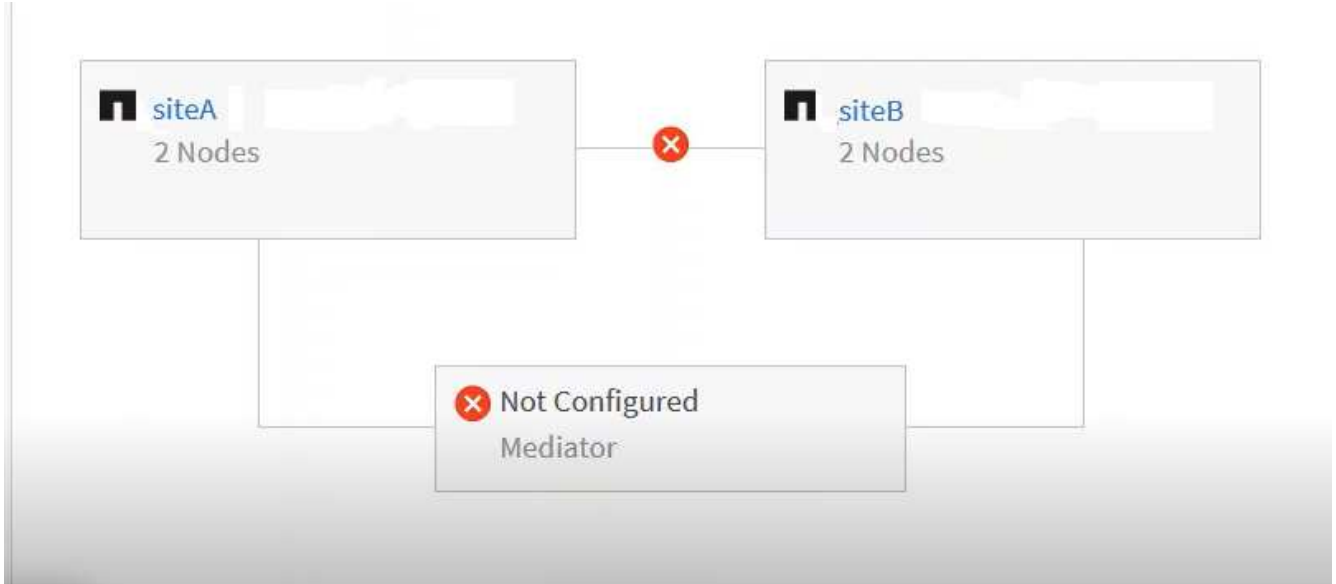 siteA
2 Nodes
siteB
2 Nodes
Not Configured
Mediator